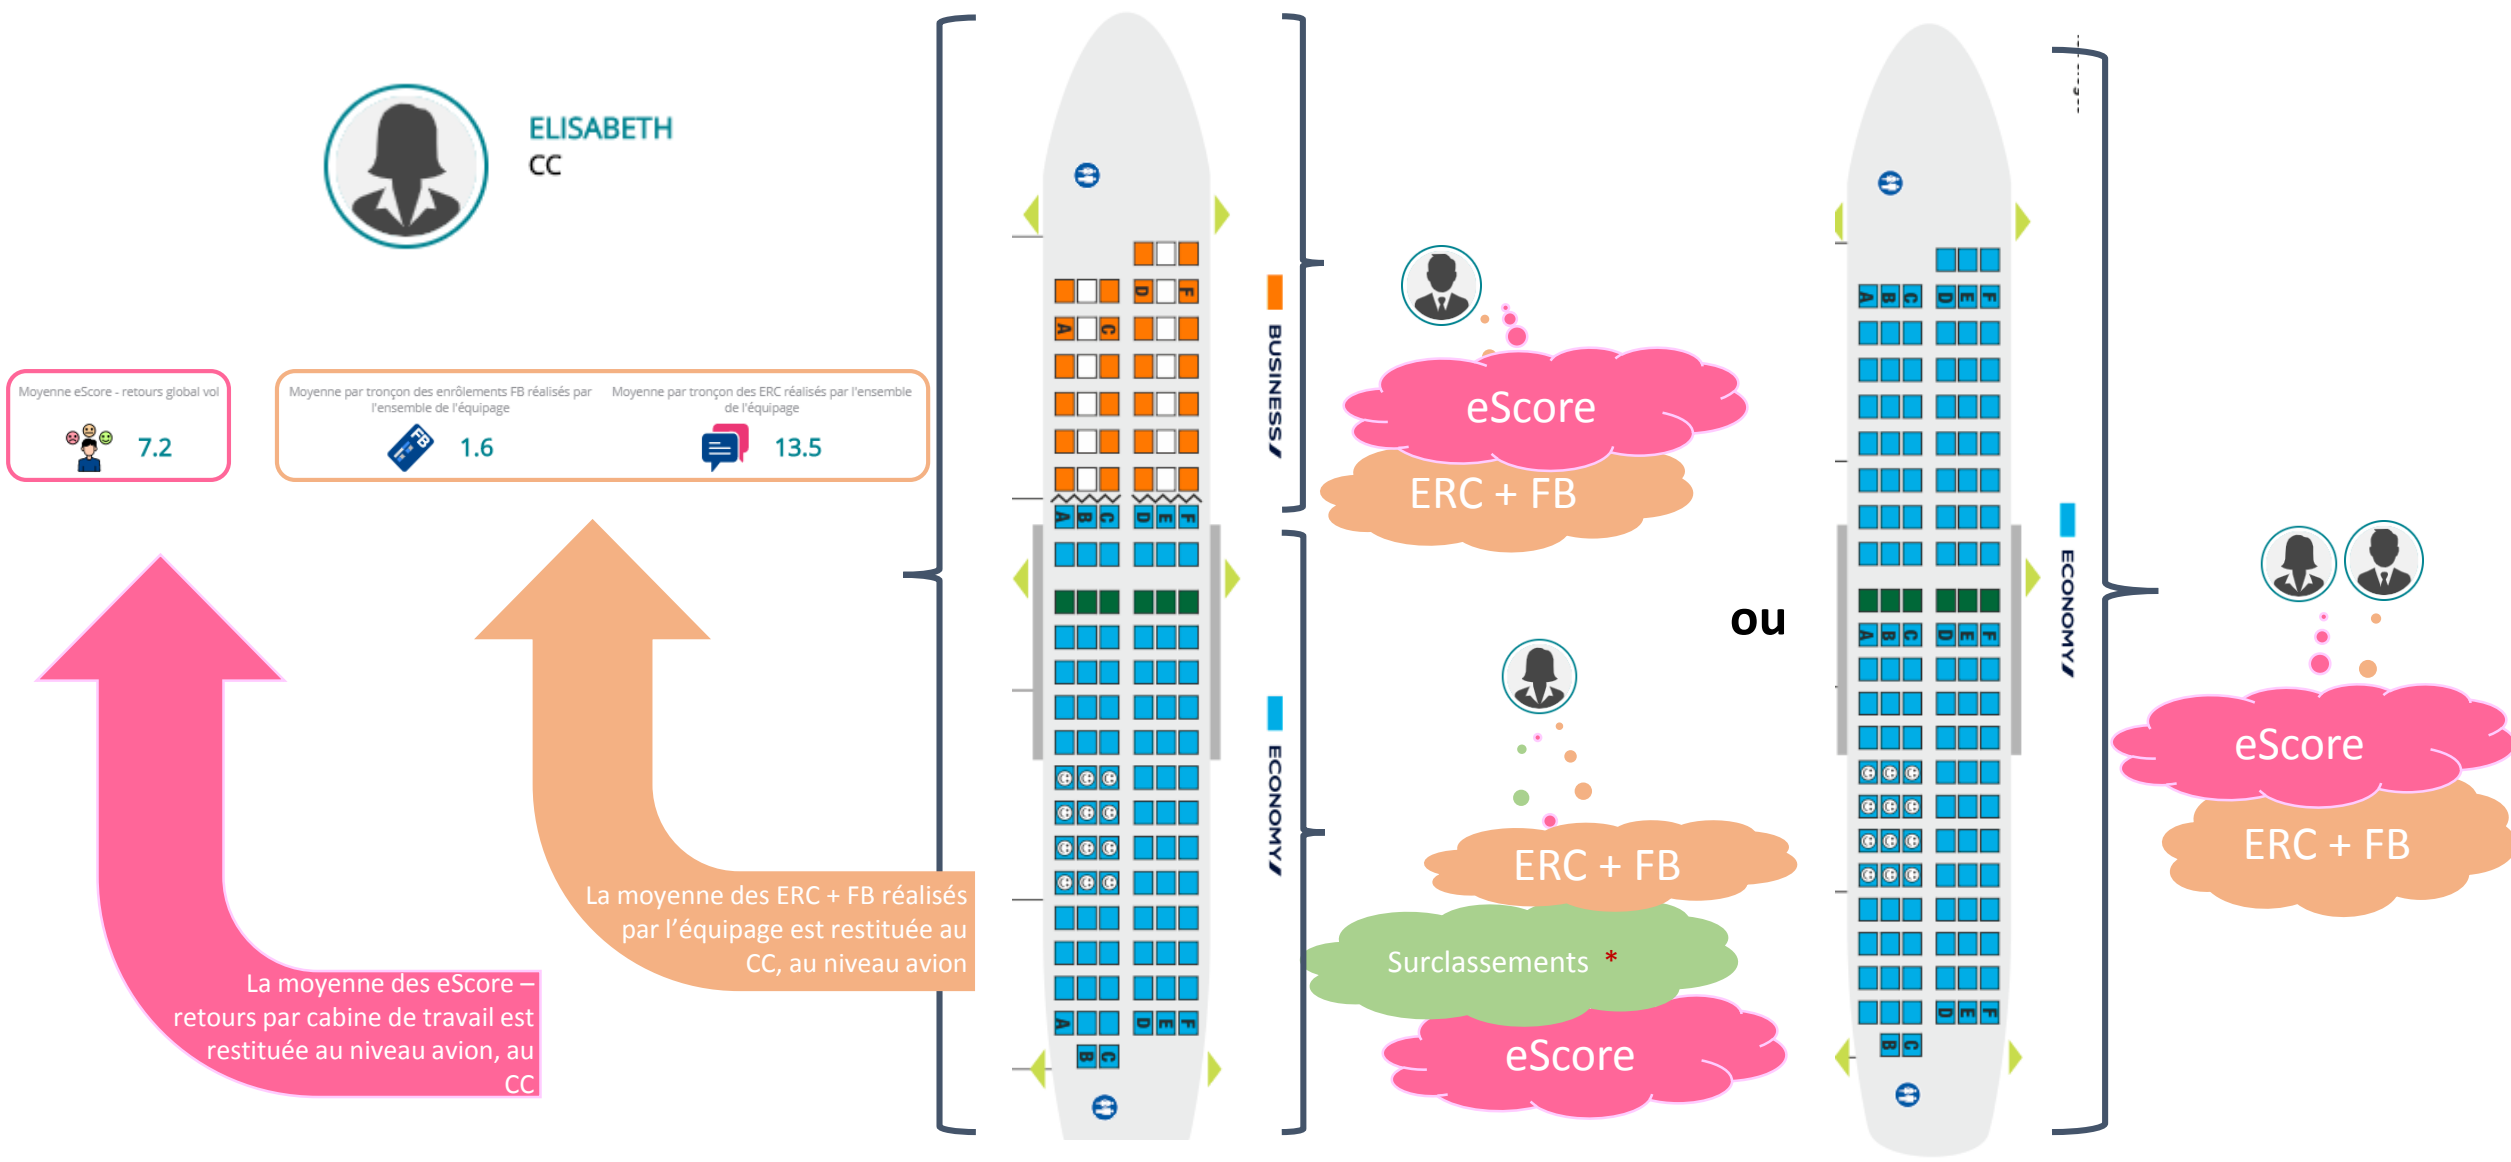 ELISABETH
CC
Moyenne eScore - retours global vol
7.2
Moyenne par tronçon des enrôlements FB réalisés par
l'ensemble de l'équipage
FB
1.6
Moyenne par tronçon des ERC réalisés par l'ensemble
de l'équipage
13.5
La moyenne des eScore –
retours par cabine de travail est
restituée au niveau avion, au
CC
La moyenne des ERC + FB réalisés
par l'équipage est restituée au
CC, au niveau avion
D F
A C
A B C D E F
A D E F
B C
BUSINESS
ECONOMY
eScore
ERC + FB
ERC + FB
Surclassements *
eScore
ou
A B C D E F
A B C D E F
D E F
B C
ECONOMY
eScore
ERC + FB